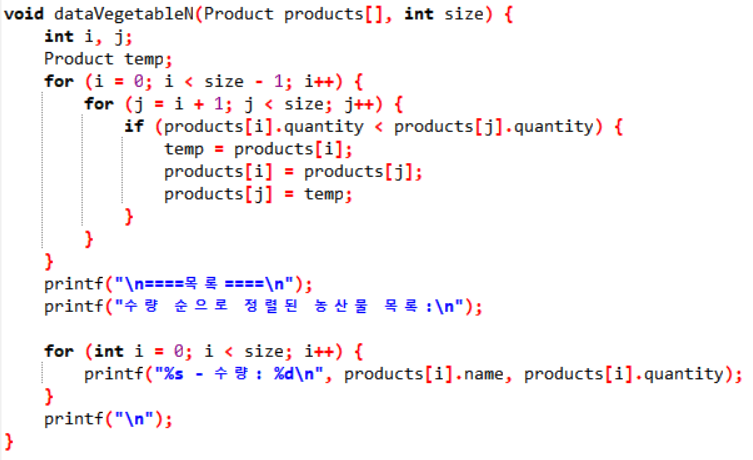 void dataVegetableN(Product products[], int size) {
    int i, j;
    Product temp;
    for (i = 0; i < size - 1; i++) {
        for (j = i + 1; j < size; j++) {
            if (products[i].quantity < products[j].quantity) {
                temp = products[i];
                products[i] = products[j];
                products[j] = temp;
            }
        }
    }
    printf("\n====목록====\n");
    printf("수량 순으로 정렬된 농산물 목록:\n");

    for (int i = 0; i < size; i++) {
        printf("%s - 수량: %d\n", products[i].name, products[i].quantity);
    }
    printf("\n");
}